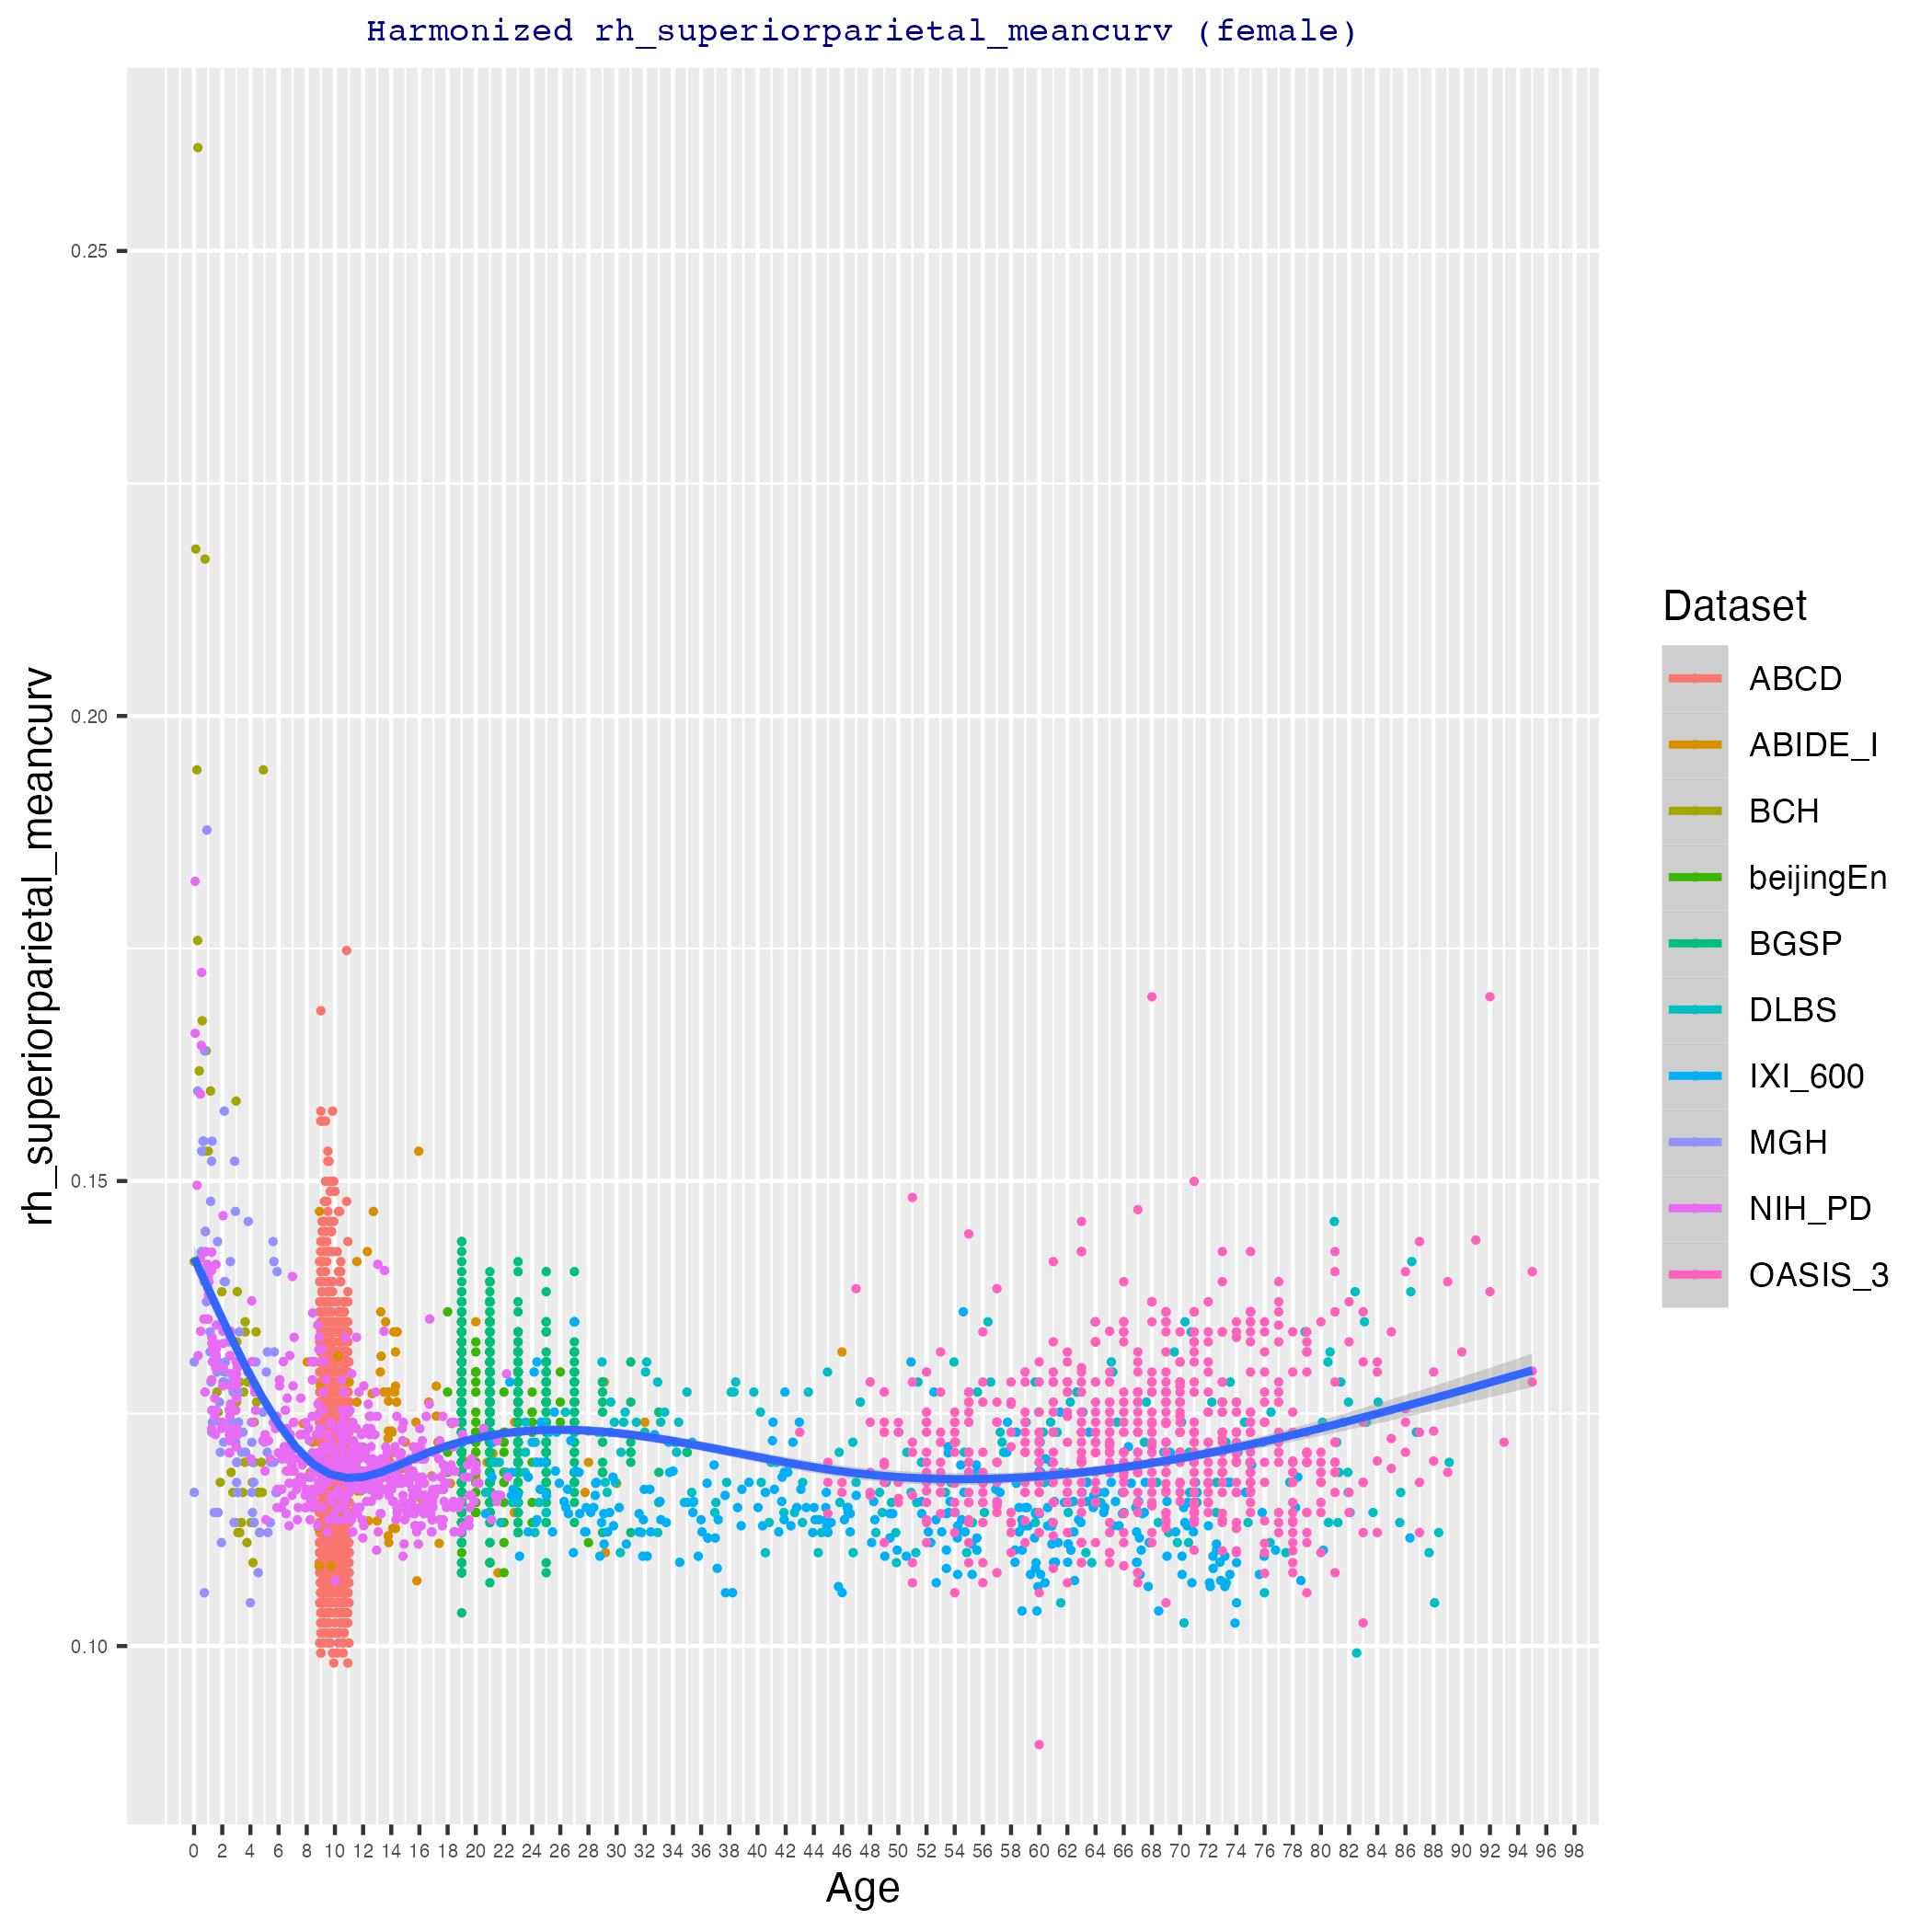 Harmonized rh_superiorparietal_meancurv (female)
rh_superiorparietal_meancurv
0.25
0.20
0.15
0.10
0 2 4 6 8 10 12 14 16 18 20 22 24 26 28 30 32 34 36 38 40 42 44 46 48 50 52 54 56 58 60 62 64 66 68 70 72 74 76 78 80 82 84 86 88 90 92 94 96 98
Age
Dataset
ABCD
ABIDE_I
BCH
beijingEn
BGSP
DLBS
IXI_600
MGH
NIH_PD
OASIS_3